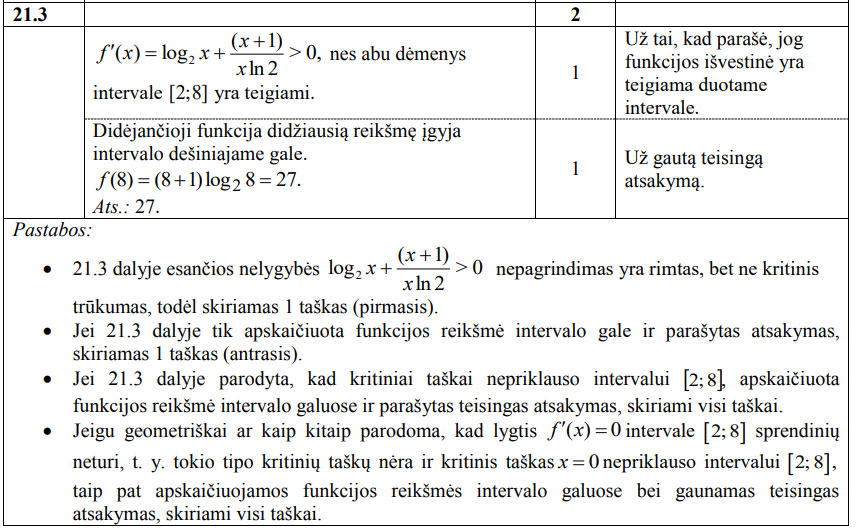 21.3 2
f′(x) = log₂ x + (x+1)/(x ln 2) > 0, nes abu dėmenys
intervale [2;8] yra teigiami.
1
Už tai, kad parašė, jog
funkcijos išvestinė yra
teigiama duotame
intervale.
Didėjančioji funkcija didžiausią reikšmę įgyja
intervalo dešiniajame gale.
f(8) = (8+1)log₂ 8 = 27.
Ats.: 27.
1
Už gautą teisingą
atsakymą.
Pastabos:
• 21.3 dalyje esančios nelygybės log₂ x + (x+1)/(x ln 2) > 0 nepagrindimas yra rimtas, bet ne kritinis
trūkumas, todėl skiriamas 1 taškas (pirmasis).
• Jei 21.3 dalyje tik apskaičiuota funkcijos reikšmė intervalo gale ir parašytas atsakymas,
skiriamas 1 taškas (antrasis).
• Jei 21.3 dalyje parodyta, kad kritiniai taškai nepriklauso intervalui [2;8], apskaičiuota
funkcijos reikšmė intervalo galuose ir parašytas teisingas atsakymas, skiriami visi taškai.
• Jeigu geometriškai ar kaip kitaip parodoma, kad lygtis f′(x) = 0 intervale [2;8] sprendinių
neturi, t. y. tokio tipo kritinių taškų nėra ir kritinis taškas x = 0 nepriklauso intervalui [2;8],
taip pat apskaičiuojamos funkcijos reikšmės intervalo galuose bei gaunamas teisingas
atsakymas, skiriami visi taškai.